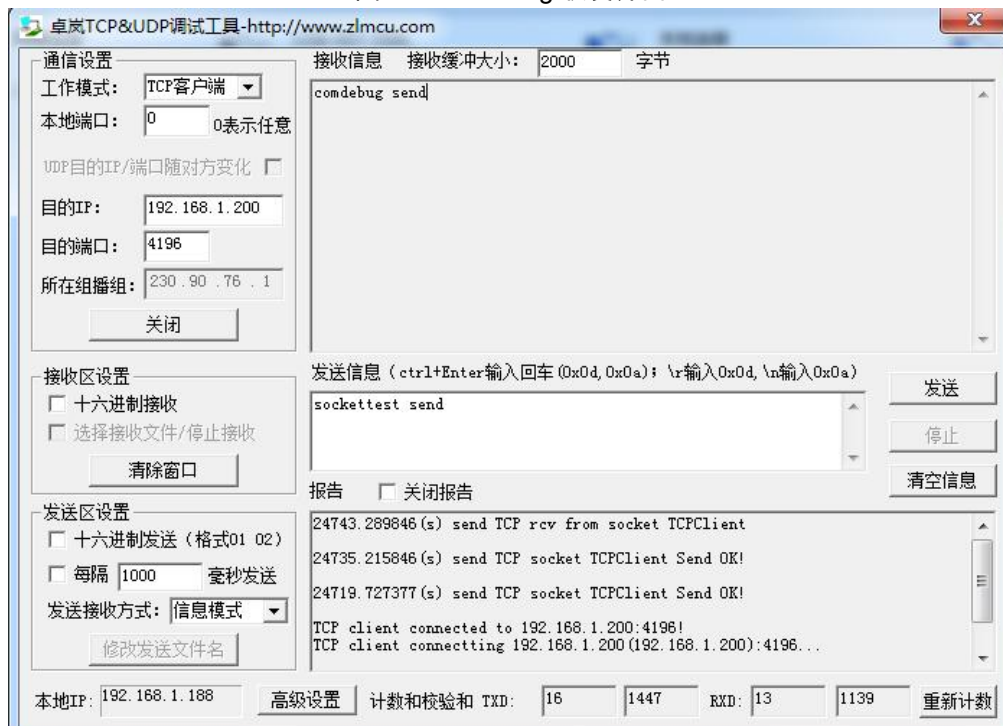 卓岚TCP&UDP调试工具-http://www.zlmcu.com
通信设置
工作模式: TCP客户端
本地端口: 0 0表示任意
UDP目的IP/端口随对方变化
目的IP: 192.168.1.200
目的端口: 4196
所在组播组: 230.90.76.1
关闭
接收区设置
十六进制接收
选择接收文件/停止接收
清除窗口
发送区设置
十六进制发送(格式01 02)
每隔 1000 毫秒发送
发送接收方式: 信息模式
修改发送文件名
接收信息 接收缓冲大小: 2000 字节
comdebug send
发送信息(ctrl+Enter输入回车(0x0d,0x0a); \r输入0x0d,\n输入0x0a)
sockettest send
发送
停止
清空信息
报告 关闭报告
24743.289846(s) send TCP rcv from socket TCPClient
24735.215846(s) send TCP socket TCPClient Send OK!
24719.727377(s) send TCP socket TCPClient Send OK!
TCP client connected to 192.168.1.200:4196!
TCP client connectting 192.168.1.200(192.168.1.200):4196...
本地IP: 192.168.1.188 高级设置 计数和校验和 TXD: 16 1447 RXD: 13 1139 重新计数